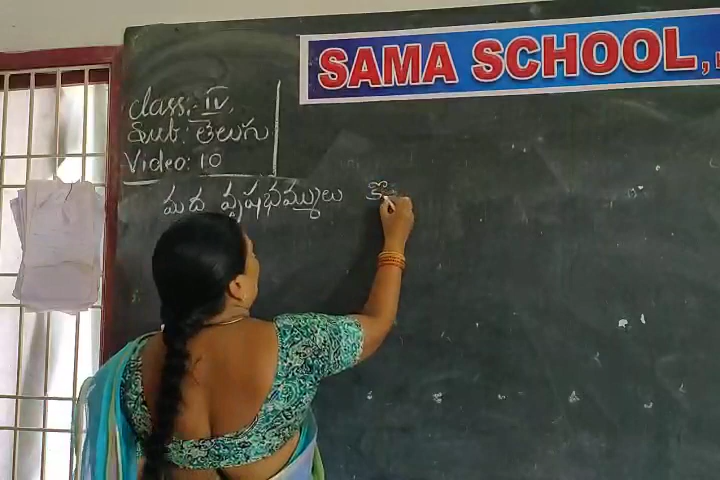 SAMA SCHOOL,
class:- IV,
Sub: తెలుగు
Video: 10
మద వృషభమ్ములు